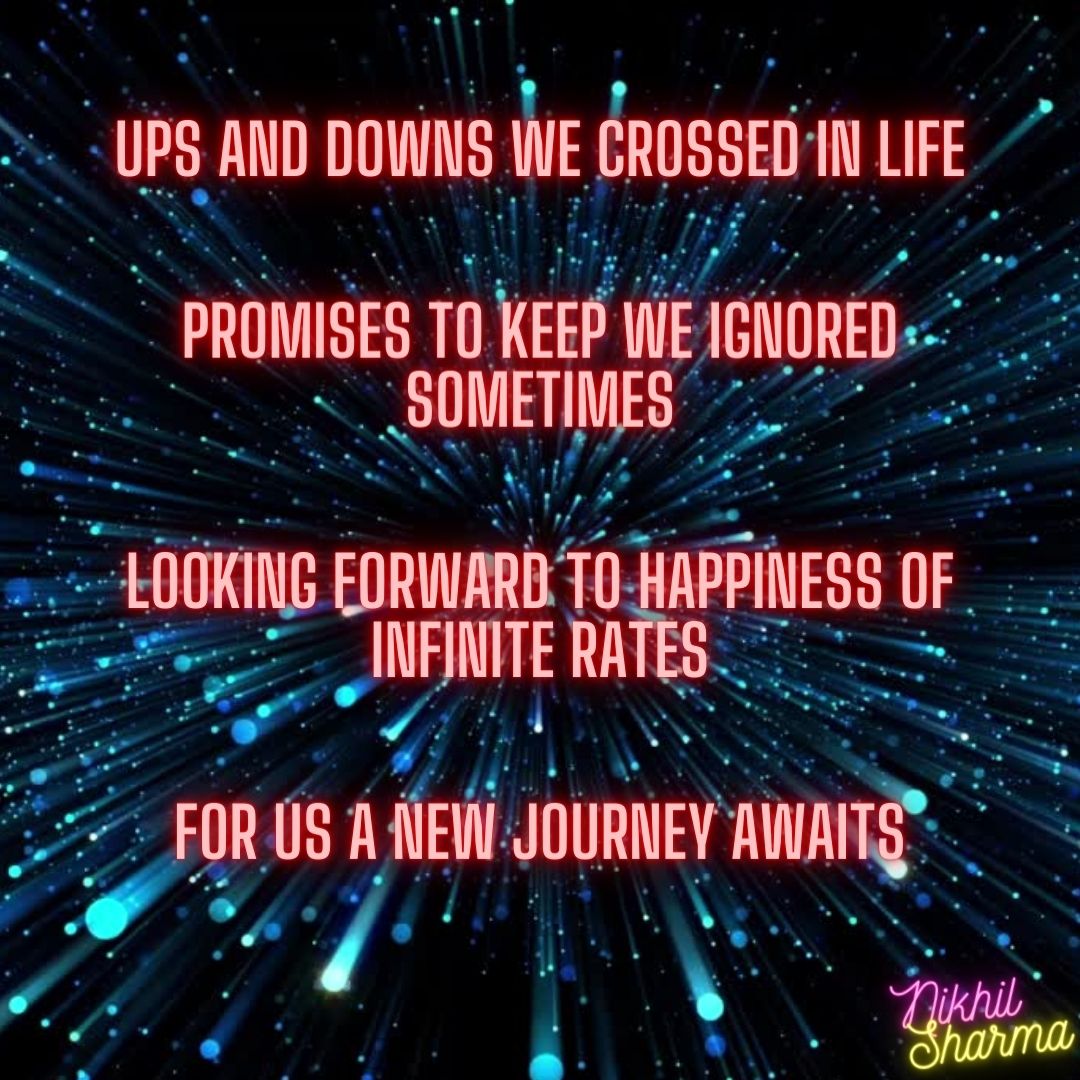 UPS AND DOWNS WE CROSSED IN LIFE
PROMISES TO KEEP WE IGNORED
SOMETIMES
LOOKING FORWARD TO HAPPINESS OF
INFINITE RATES
FOR US A NEW JOURNEY AWAITS
Nikhil
Sharma